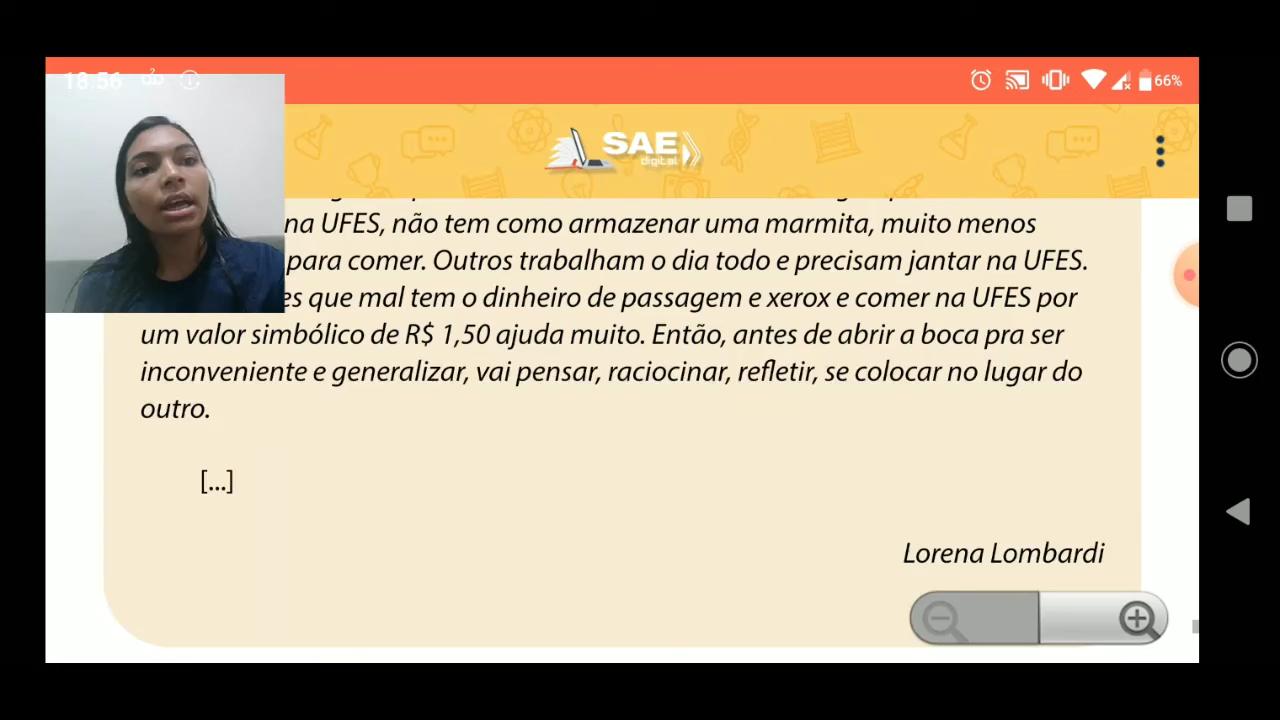 18:56
66%
SAE
digital
na UFES, não tem como armazenar uma marmita, muito menos
para comer. Outros trabalham o dia todo e precisam jantar na UFES.
es que mal tem o dinheiro de passagem e xerox e comer na UFES por
um valor simbólico de R$ 1,50 ajuda muito. Então, antes de abrir a boca pra ser
inconveniente e generalizar, vai pensar, raciocinar, refletir, se colocar no lugar do
outro.
[...]
Lorena Lombardi